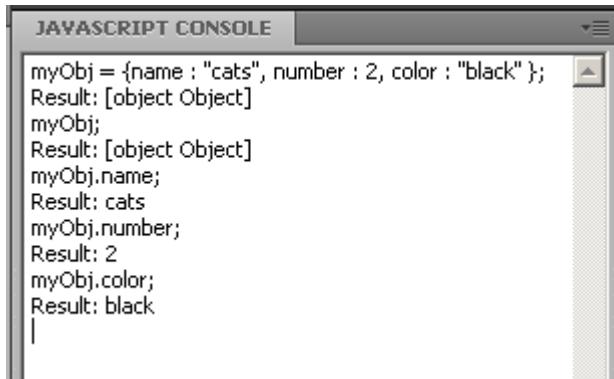 JAVASCRIPT CONSOLE
myObj = {name : "cats", number : 2, color : "black" };
Result: [object Object]
myObj;
Result: [object Object]
myObj.name;
Result: cats
myObj.number;
Result: 2
myObj.color;
Result: black